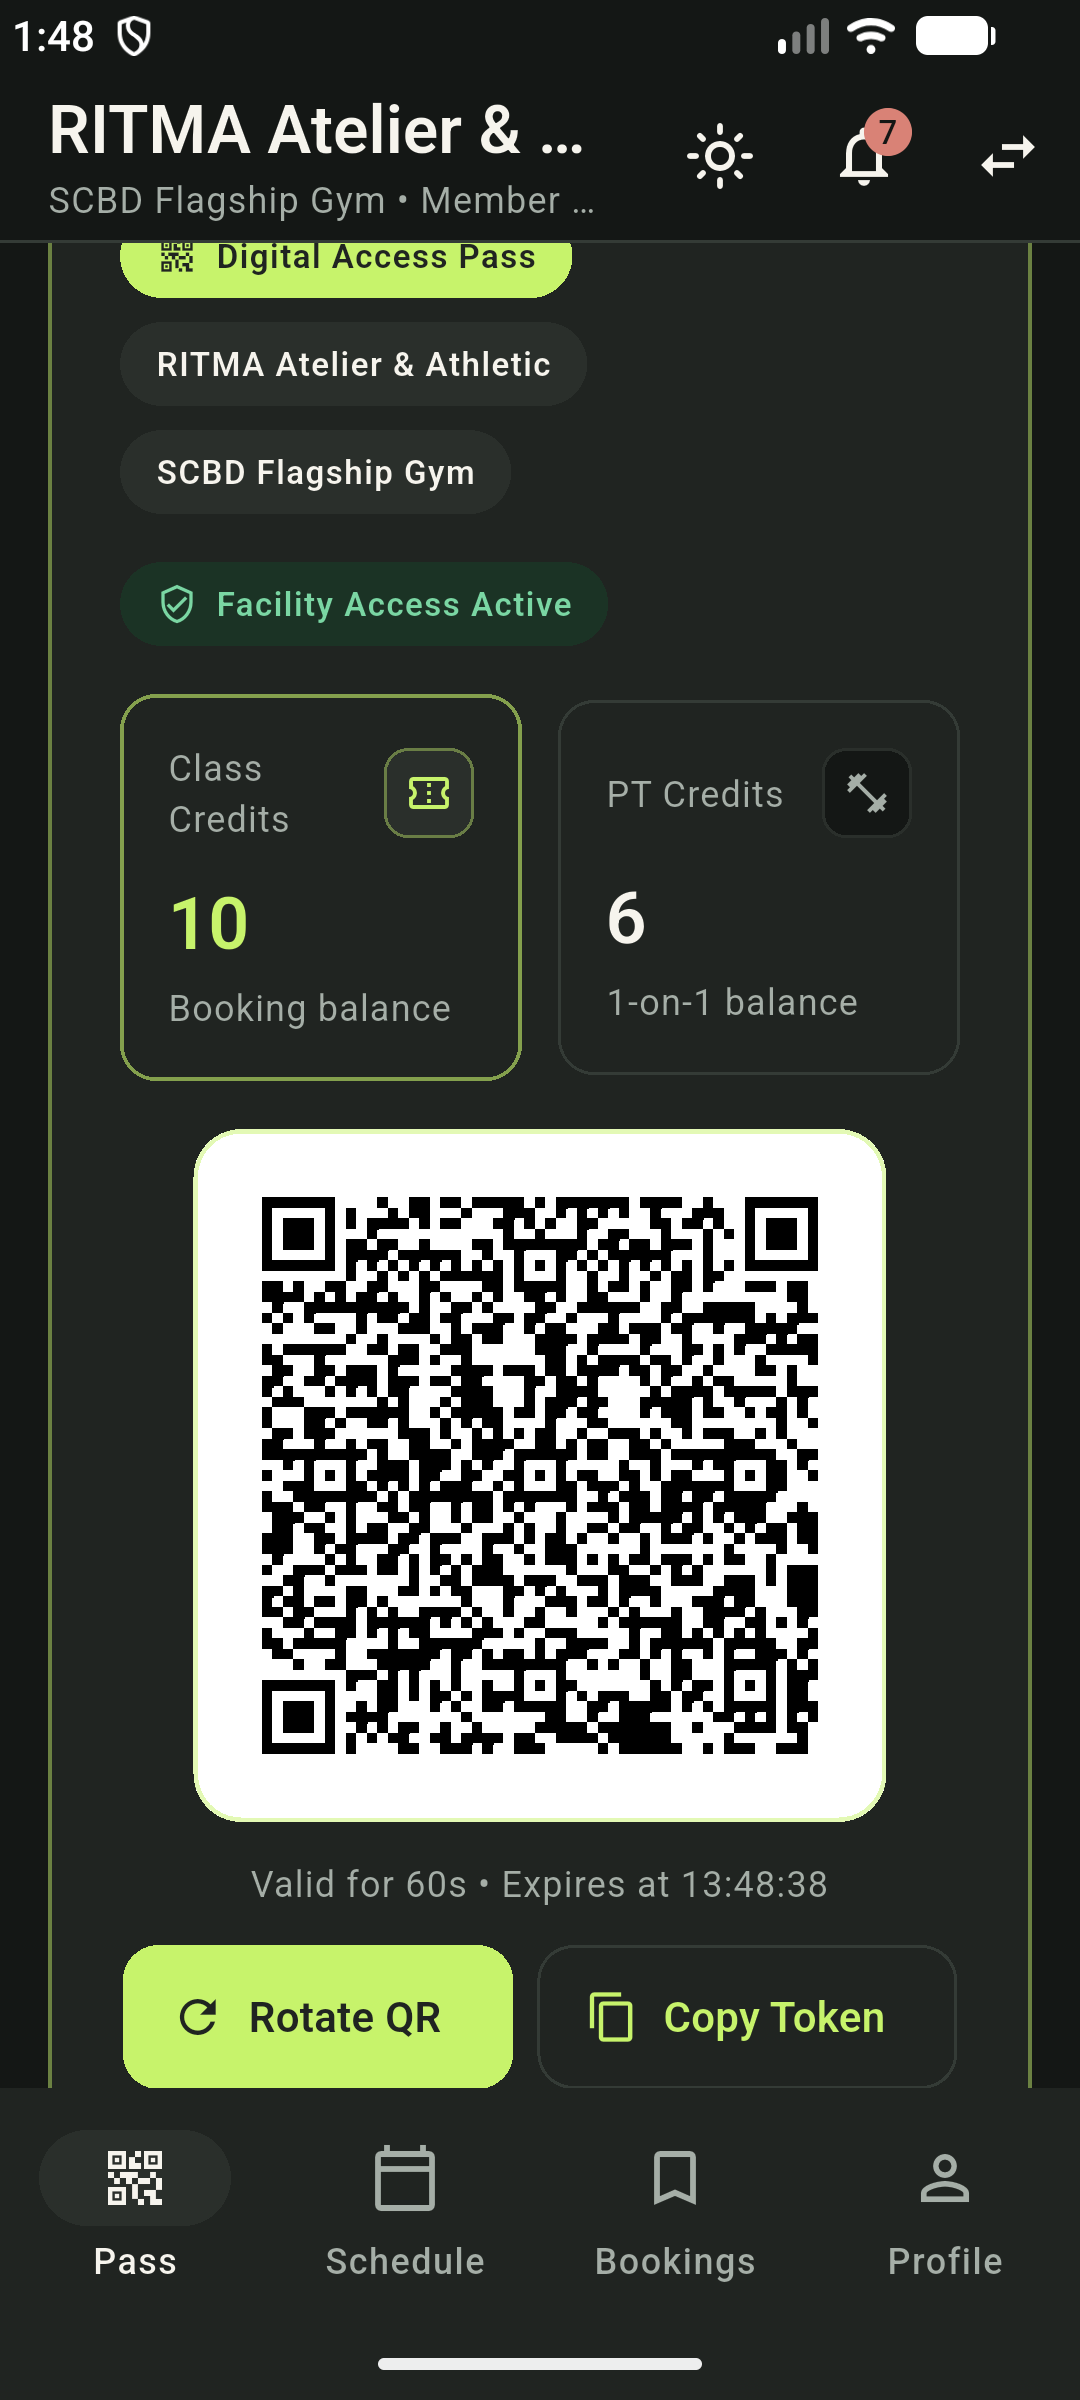 1:48
RITMA Atelier & ...
SCBD Flagship Gym • Member ...
7
Digital Access Pass
RITMA Atelier & Athletic
SCBD Flagship Gym
Facility Access Active
Class
Credits
10
Booking balance
PT Credits
6
1-on-1 balance
Valid for 60s • Expires at 13:48:38
Rotate QR
Copy Token
Pass
Schedule
Bookings
Profile